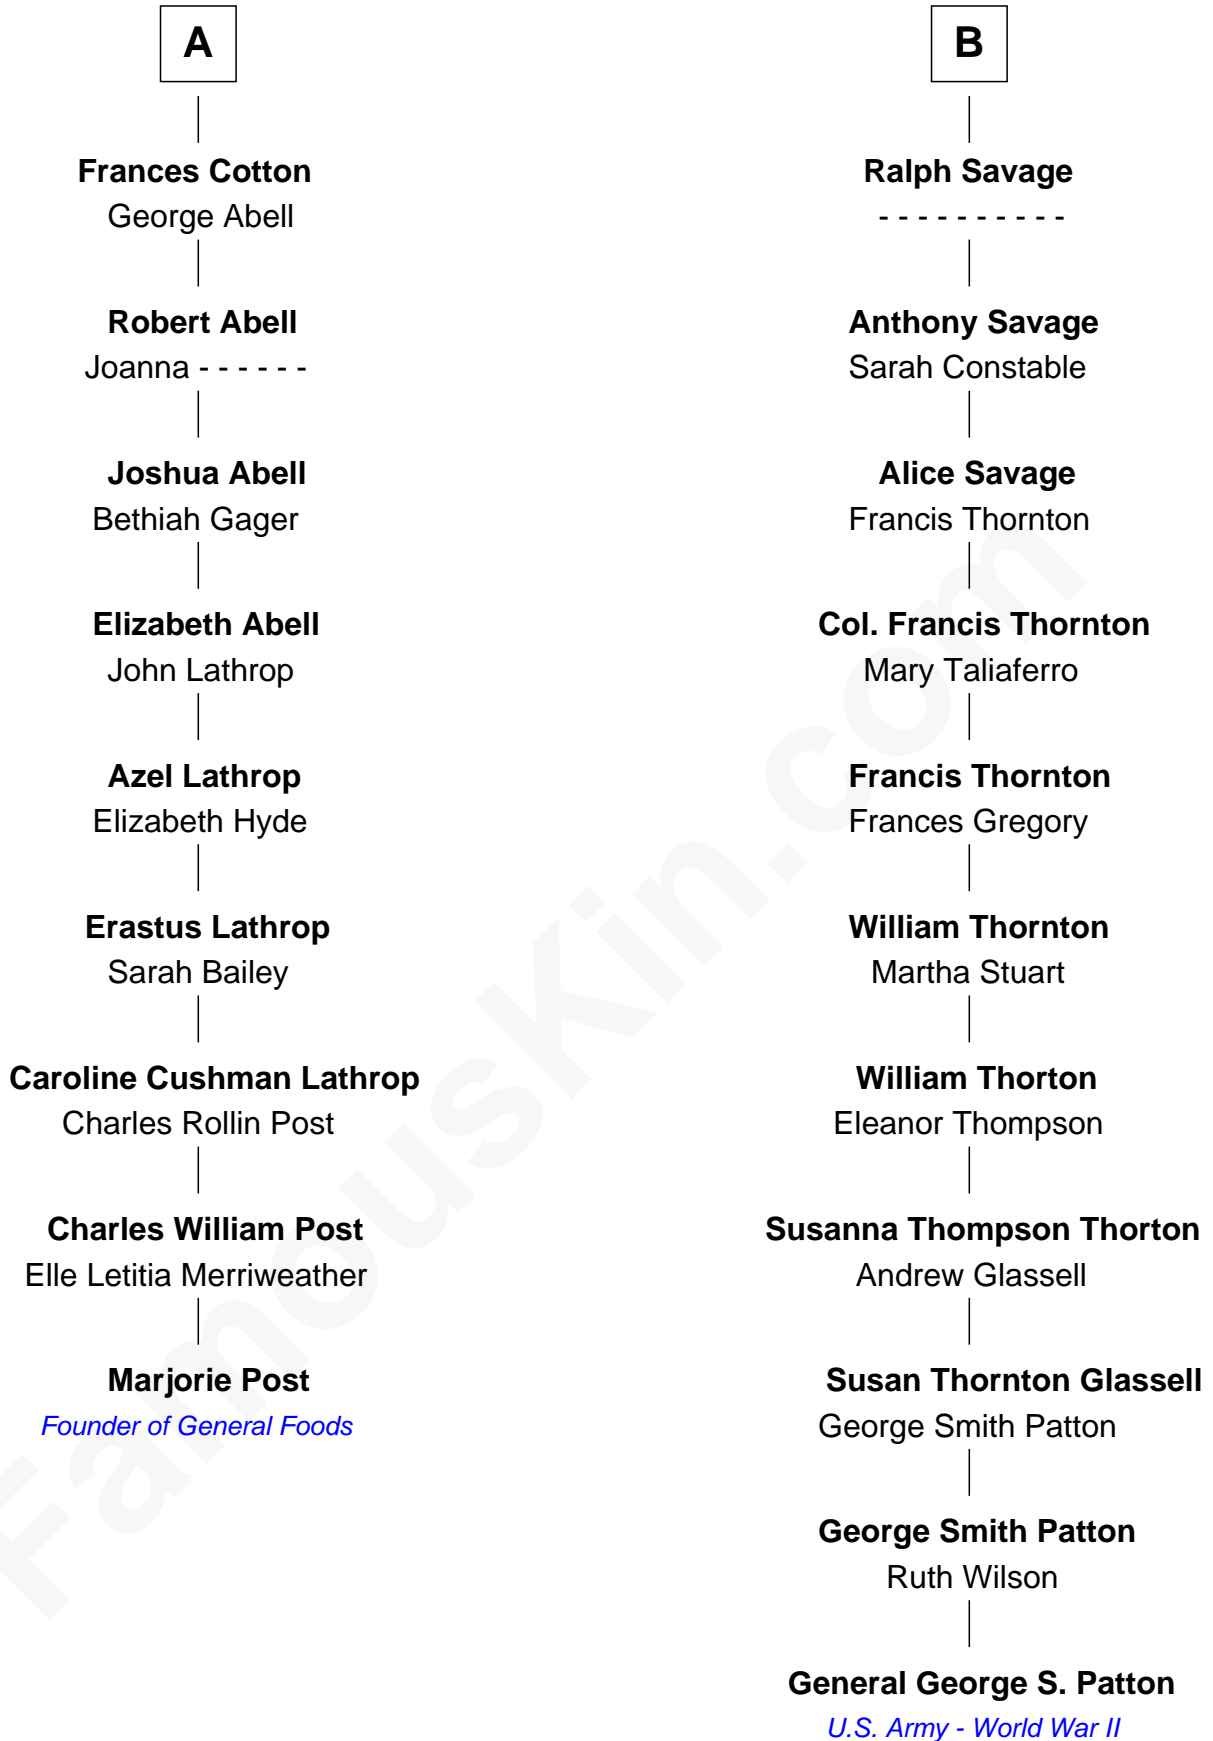 A
Frances Cotton
George Abell
Robert Abell
Joanna - - - - - -
Joshua Abell
Bethiah Gager
Elizabeth Abell
John Lathrop
Azel Lathrop
Elizabeth Hyde
Erastus Lathrop
Sarah Bailey
Caroline Cushman Lathrop
Charles Rollin Post
Charles William Post
Elle Letitia Merriweather
Marjorie Post
Founder of General Foods
B
Ralph Savage
- - - - - - - - - -
Anthony Savage
Sarah Constable
Alice Savage
Francis Thornton
Col. Francis Thornton
Mary Taliaferro
Francis Thornton
Frances Gregory
William Thornton
Martha Stuart
William Thorton
Eleanor Thompson
Susanna Thompson Thorton
Andrew Glassell
Susan Thornton Glassell
George Smith Patton
George Smith Patton
Ruth Wilson
General George S. Patton
U.S. Army - World War II
FamousKin.com